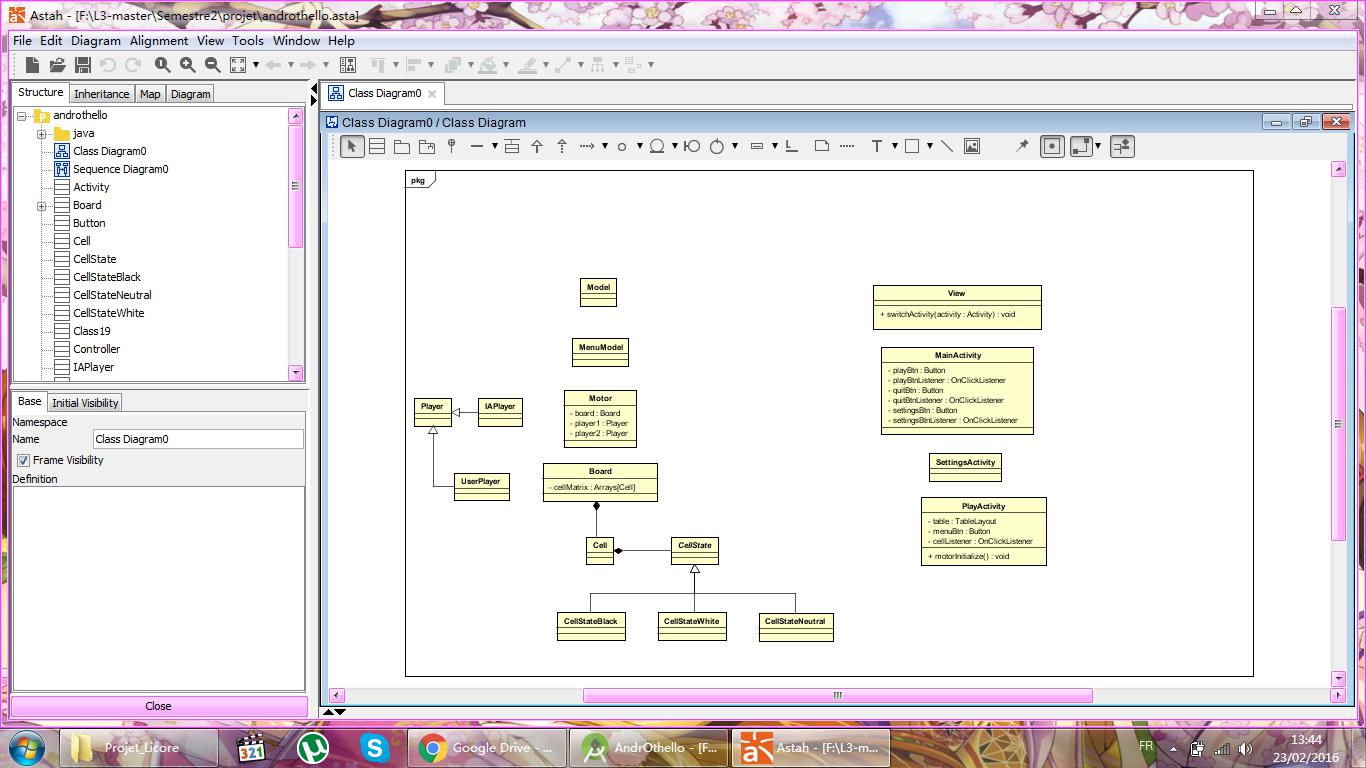 Astah - [F:\L3-master\Semestre2\projet\androthello.asta]
File Edit Diagram Alignment View Tools Window Help
Structure Inheritance Map Diagram
androthello
java
Class Diagram0
Sequence Diagram0
Activity
Board
Button
Cell
CellState
CellStateBlack
CellStateNeutral
CellStateWhite
Class19
Controller
IAPlayer
Base Initial Visibility
Namespace
Name Class Diagram0
Frame Visibility
Definition
Close
Class Diagram0
Class Diagram0 / Class Diagram
pkg
Model
MenuModel
Motor
- board : Board
- player1 : Player
- player2 : Player
Player
IAPlayer
UserPlayer
Board
- cellMatrix : Arrays[Cell]
Cell
CellState
CellStateBlack
CellStateWhite
CellStateNeutral
View
+ switchActivity(activity : Activity) : void
MainActivity
- playBtn : Button
- playBtnListener : OnClickListener
- quitBtn : Button
- quitBtnListener : OnClickListener
- settingsBtn : Button
- settingsBtnListener : OnClickListener
SettingsActivity
PlayActivity
- table : TableLayout
- menuBtn : Button
- cellListener : OnClickListener
+ motorInitialize() : void
Projet_Licore
321
Google Drive - ...
AndrOthello - [F...
Astah - [F:\L3-m...
FR
13:44
23/02/2016